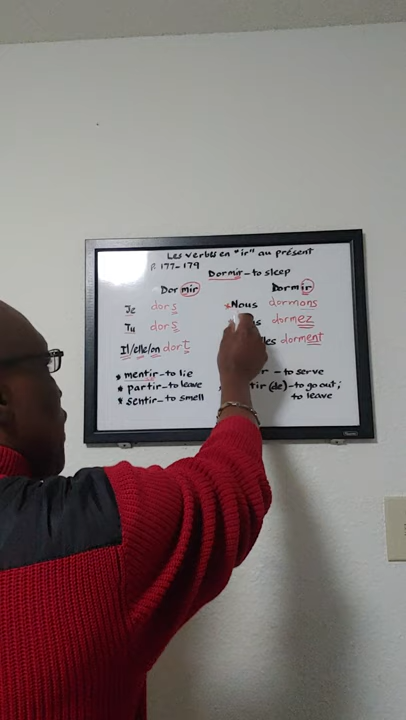 Les verbes en "ir" au présent
P. 177-179
Dormir - to sleep
Dormir
Je dors
Tu dors
Il/elle/on dort
* mentir - to lie
* partir - to leave
* sentir - to smell
Dormir
*Nous dormons
dormez
dorment
- to serve
(de) - to go out;
to leave